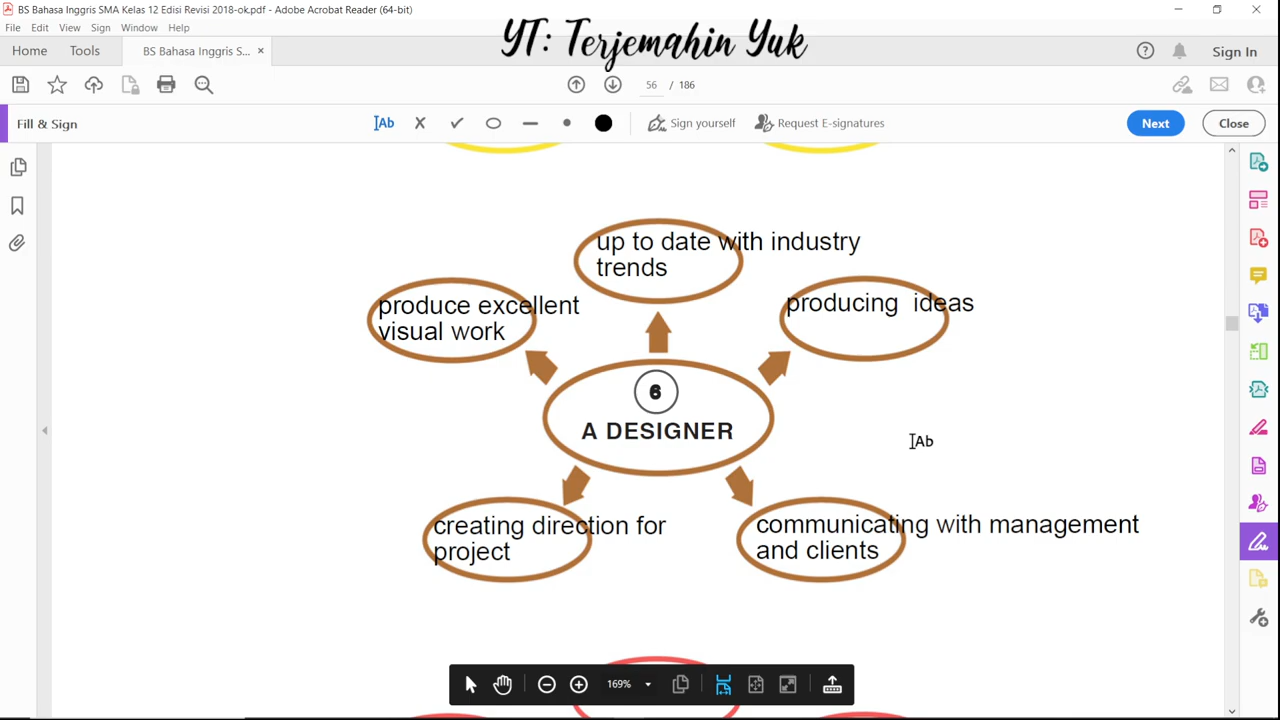 BS Bahasa Inggris SMA Kelas 12 Edisi Revisi 2018-ok.pdf - Adobe Acrobat Reader (64-bit)
File Edit View Sign Window Help
YT: Terjemahin Yuk
Home Tools BS Bahasa Inggris S... × Sign In
56 / 186
Fill & Sign Ab Sign yourself Request E-signatures Next Close
up to date with industry
trends
produce excellent
visual work
producing ideas
6
A DESIGNER
Ab
creating direction for
project
communicating with management
and clients
169%